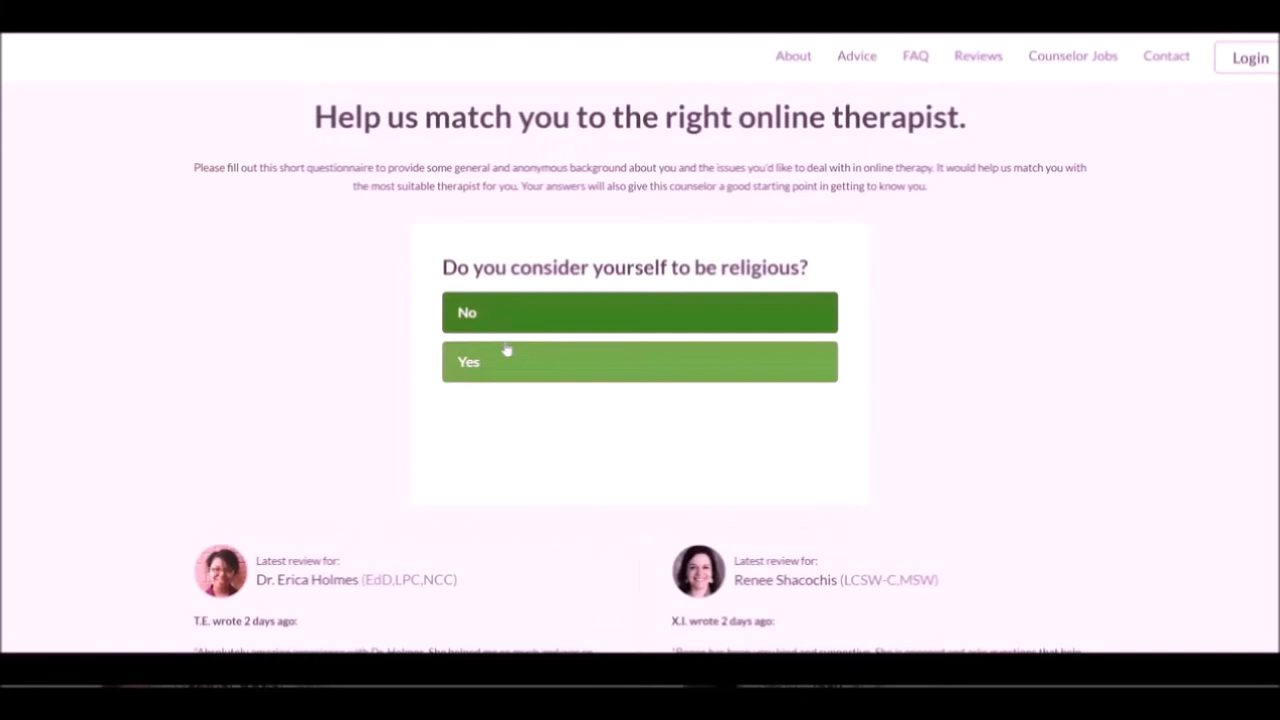 About Advice FAQ Reviews Counselor Jobs Contact Login
Help us match you to the right online therapist.
Please fill out this short questionnaire to provide some general and anonymous background about you and the issues you'd like to deal with in online therapy. It would help us match you with
the most suitable therapist for you. Your answers will also give this counselor a good starting point in getting to know you.
Do you consider yourself to be religious?
No
Yes
Latest review for:
Dr. Erica Holmes (EdD,LPC,NCC)
T.E. wrote 2 days ago:
Latest review for:
Renee Shacochis (LCSW-C,MSW)
X.I. wrote 2 days ago: